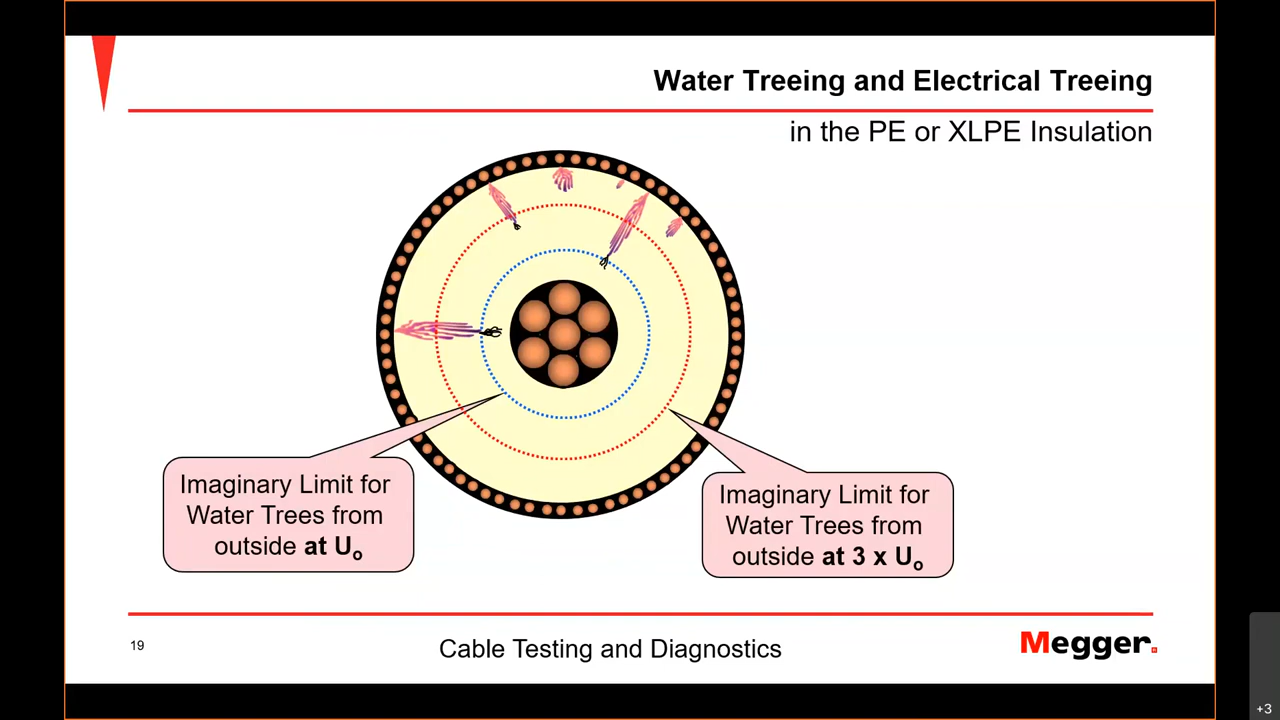 Water Treeing and Electrical Treeing
in the PE or XLPE Insulation
Imaginary Limit for
Water Trees from
outside at Uo
Imaginary Limit for
Water Trees from
outside at 3 x Uo
19
Cable Testing and Diagnostics
Megger.
+3